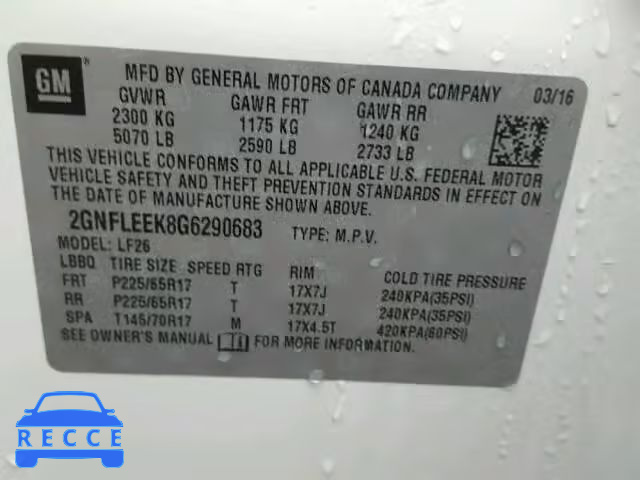 GM ®
MFD BY GENERAL MOTORS OF CANADA COMPANY 03/16
GVWR GAWR FRT GAWR RR
2300 KG 1175 KG 1240 KG
5070 LB 2590 LB 2733 LB
THIS VEHICLE CONFORMS TO ALL APPLICABLE U.S. FEDERAL MOTOR
VEHICLE SAFETY AND THEFT PREVENTION STANDARDS IN EFFECT ON
THE DATE OF MANUFACTURE SHOWN ABOVE.
2GNFLEEK8G6290683 TYPE: M.P.V.
MODEL: LF26
LBBQ TIRE SIZE SPEED RTG RIM COLD TIRE PRESSURE
FRT P225/65R17 T 17X7J 240KPA(35PSI)
RR P225/65R17 T 17X7J 240KPA(35PSI)
SPA T145/70R17 M 17X4.5T 420KPA(60PSI)
SEE OWNER'S MANUAL FOR MORE INFORMATION.
RECCE